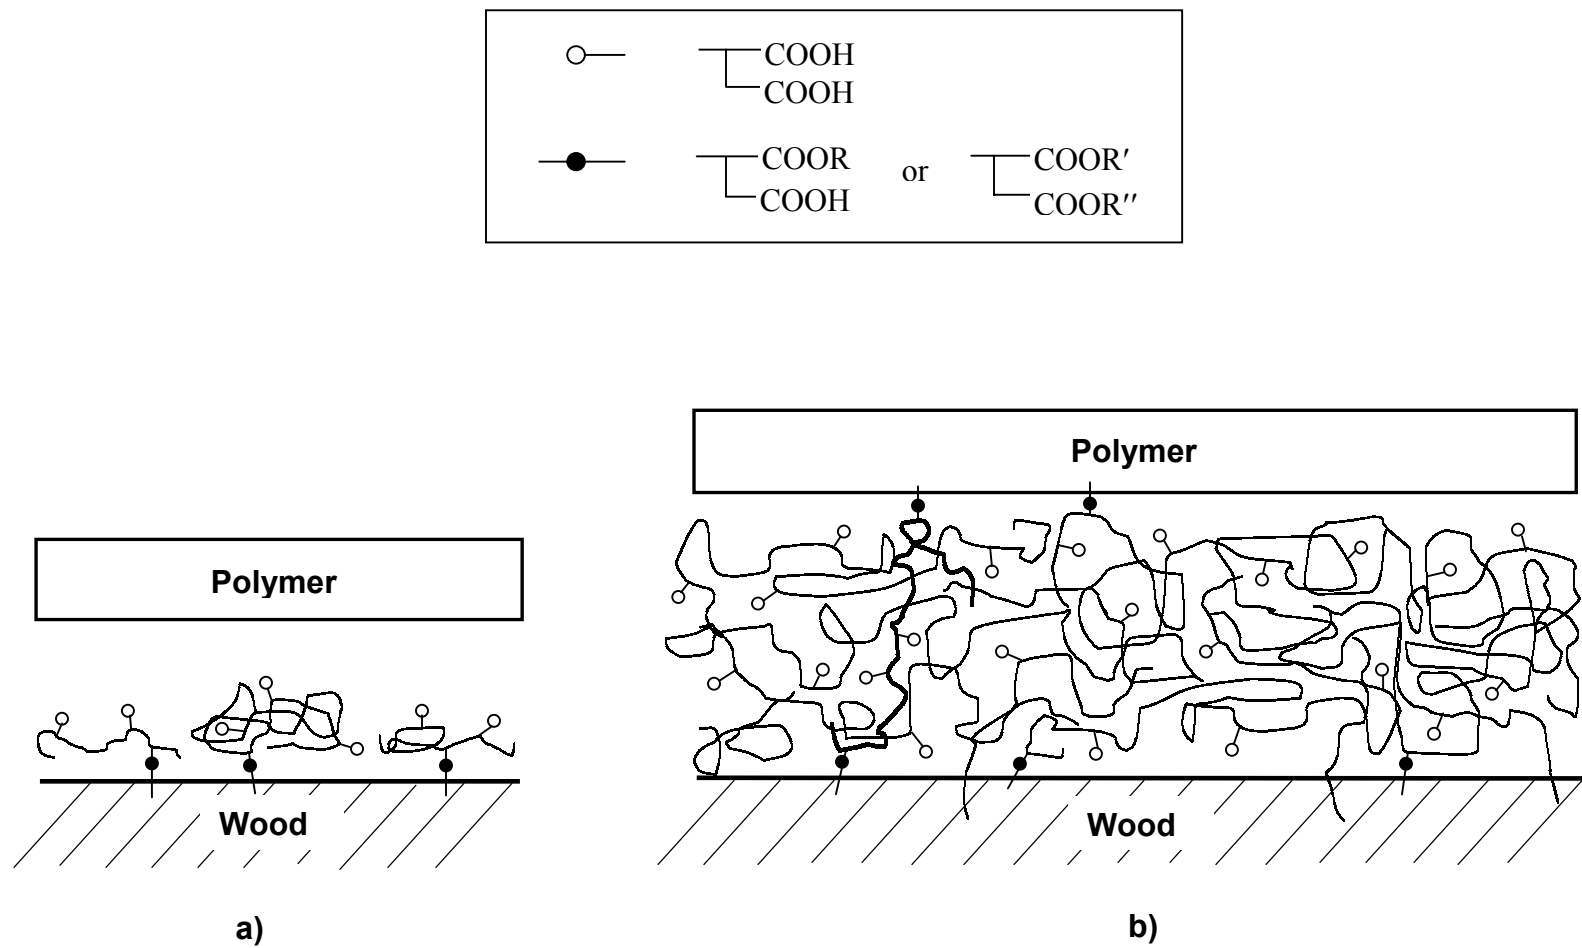 COOH
COOH
COOR or COOR′
COOH COOR′′
Polymer
Polymer
Wood Wood
a) b)